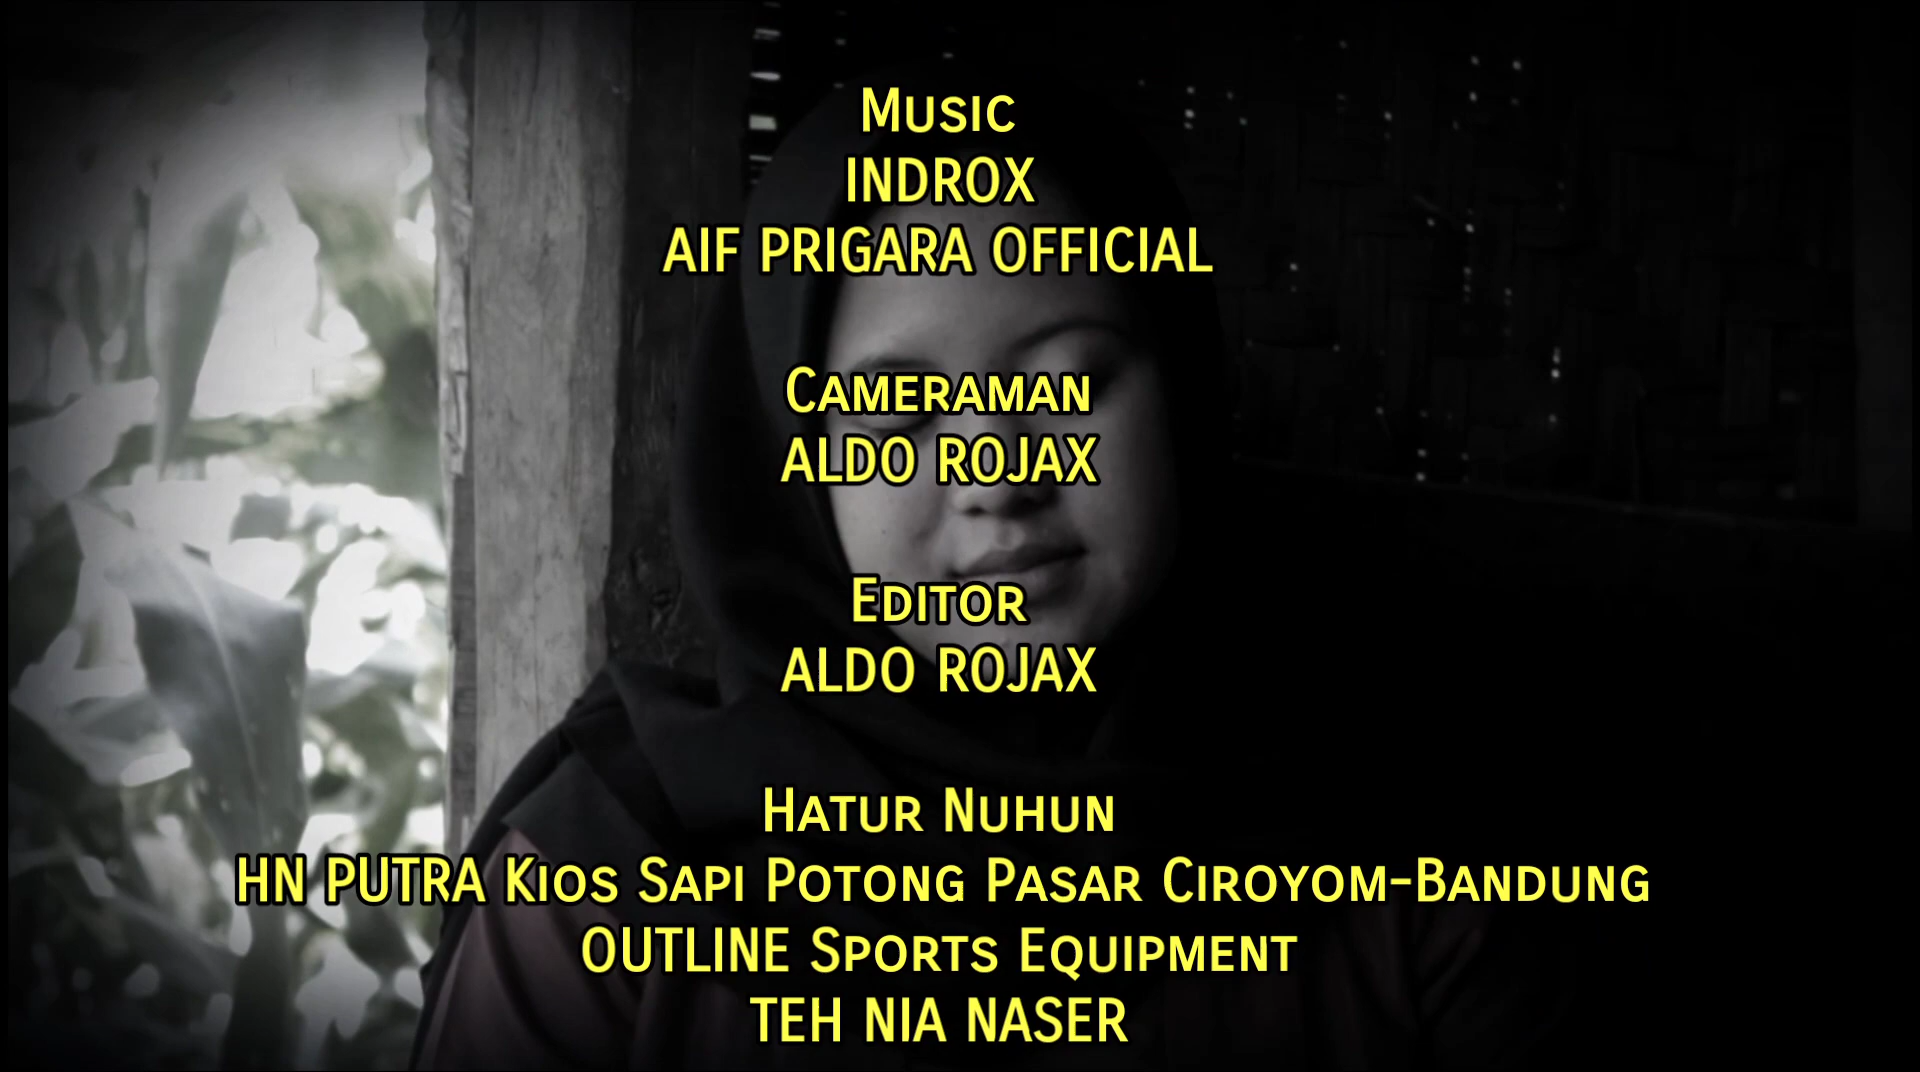 Music
INDROX
AIF PRIGARA OFFICIAL
Cameraman
ALDO ROJAX
Editor
ALDO ROJAX
Hatur Nuhun
HN PUTRA Kios Sapi Potong Pasar Ciroyom-Bandung
OUTLINE Sports Equipment
TEH NIA NASER